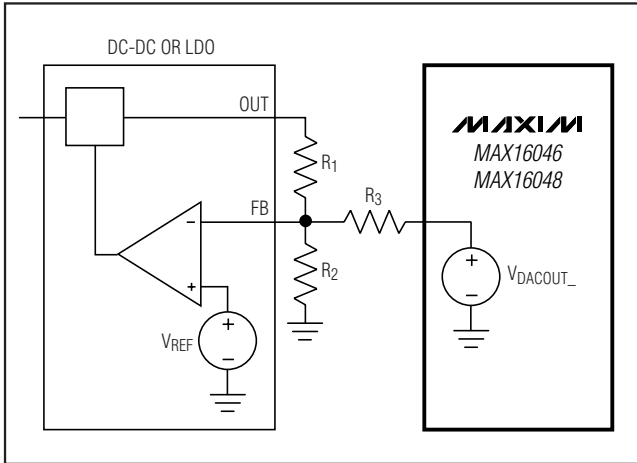 DC-DC OR LDO
OUT
MAXIM
MAX16046
MAX16048
R1
R3
FB
−
R2
+
VREF
+
−
+
−
VDACOUT_